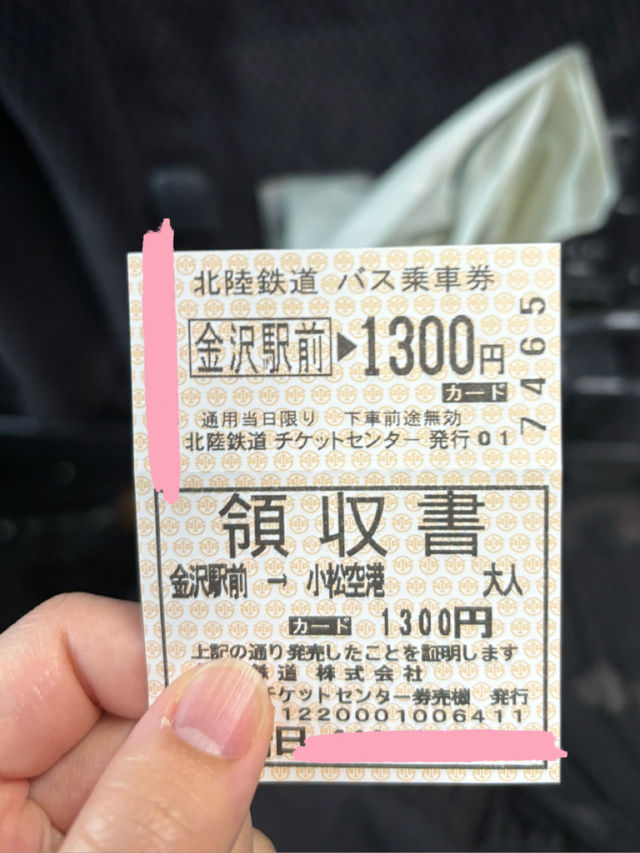 北陸鉄道 バス乗車券
金沢駅前▶1300円
カード
通用当日限り 下車前途無効
北陸鉄道 チケットセンター 発行 01
7465
領収書
金沢駅前 → 小松空港 大人
カード 1300円
上記の通り発売したことを証明します
鉄道 株式会社
チケットセンター券売機 発行
1220001006411
日